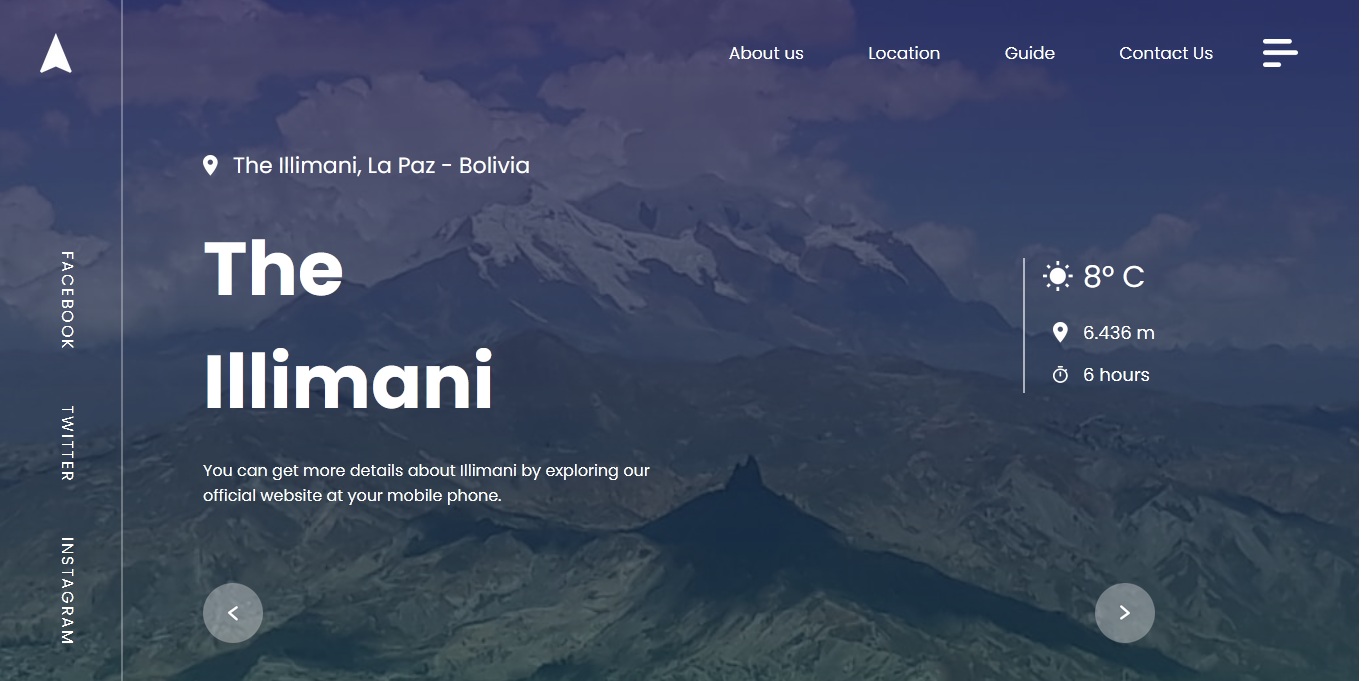 About us
Location
Guide
Contact Us
The Illimani, La Paz - Bolivia
The
Illimani
You can get more details about Illimani by exploring our
official website at your mobile phone.
8° C
6.436 m
6 hours
FACEBOOK
TWITTER
INSTAGRAM